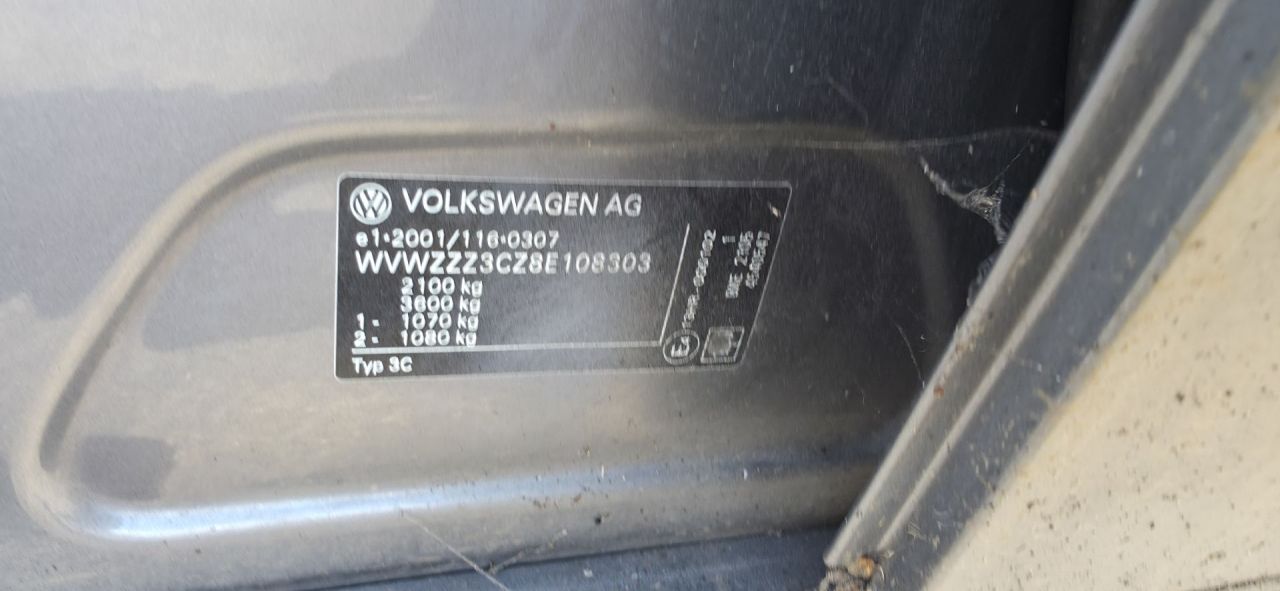 VOLKSWAGEN AG
e1*2001/116*0307
WVWZZZ3CZ8E108303
2100 kg
3600 kg
1 - 1070 kg
2 - 1080 kg
Typ 3C